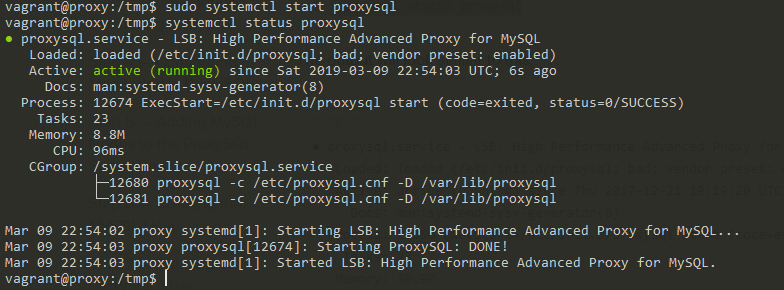 vagrant@proxy:/tmp$ sudo systemctl start proxysql
vagrant@proxy:/tmp$ systemctl status proxysql
● proxysql.service - LSB: High Performance Advanced Proxy for MySQL
Loaded: loaded (/etc/init.d/proxysql; bad; vendor preset: enabled)
Active: active (running) since Sat 2019-03-09 22:54:03 UTC; 6s ago
Docs: man:systemd-sysv-generator(8)
Process: 12674 ExecStart=/etc/init.d/proxysql start (code=exited, status=0/SUCCESS)
Tasks: 23
Memory: 8.8M
CPU: 96ms
CGroup: /system.slice/proxysql.service
├─12680 proxysql -c /etc/proxysql.cnf -D /var/lib/proxysql
└─12681 proxysql -c /etc/proxysql.cnf -D /var/lib/proxysql
Mar 09 22:54:02 proxy systemd[1]: Starting LSB: High Performance Advanced Proxy for MySQL...
Mar 09 22:54:03 proxy proxysql[12674]: Starting ProxySQL: DONE!
Mar 09 22:54:03 proxy systemd[1]: Started LSB: High Performance Advanced Proxy for MySQL.
vagrant@proxy:/tmp$